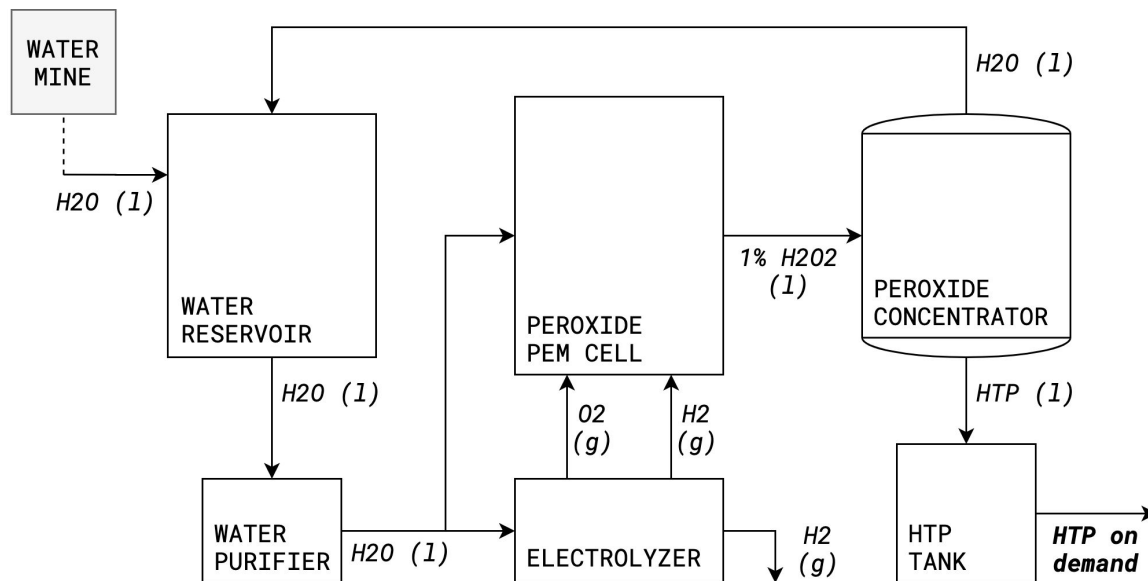 WATER
MINE
H2O (l)
H2O (l)
WATER
RESERVOIR
PEROXIDE
PEM CELL
1% H2O2
(l)
PEROXIDE
CONCENTRATOR
H2O (l)
O2
(g)
H2
(g)
HTP (l)
WATER
PURIFIER
H2O (l)
ELECTROLYZER
H2
(g)
HTP
TANK
HTP on
demand